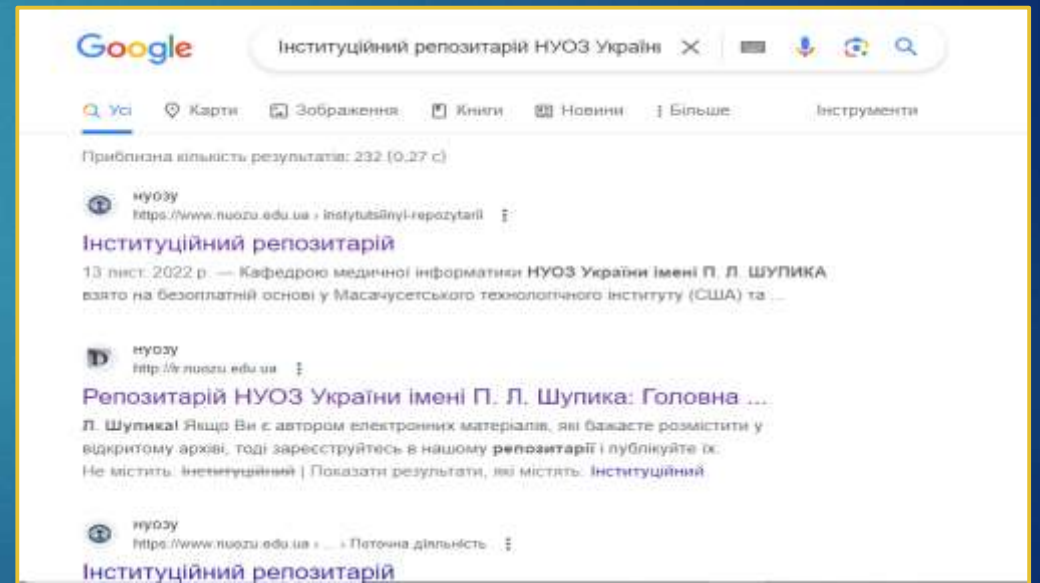 Google
Інституційний репозитарій НУОЗ Україні
Усі Карти Зображення Книги Новини Більше Інструменти
Приблизна кількість результатів: 232 (0,27 с)
нуозу
https://www.nuozu.edu.ua › instytutsiinyi-repozytarii
Інституційний репозитарій
13 лист. 2022 р. — Кафедрою медичної інформатики НУОЗ України імені П. Л. ШУПИКА
взято на безоплатній основі у Масачусетського технологічного інституту (США) та ...
нуозу
http://ir.nuozu.edu.ua
Репозитарій НУОЗ України імені П. Л. Шупика: Головна ...
Л. Шупика! Якщо Ви є автором електронних матеріалів, які бажаєте розмістити у
відкритому архіві, тоді зареєструйтесь в нашому репозитарії і публікуйте їх.
Не містить: Інституційний | Показати результати, які містять: Інституційний
нуозу
https://www.nuozu.edu.ua › ... › Поточна діяльність
Інституційний репозитарій